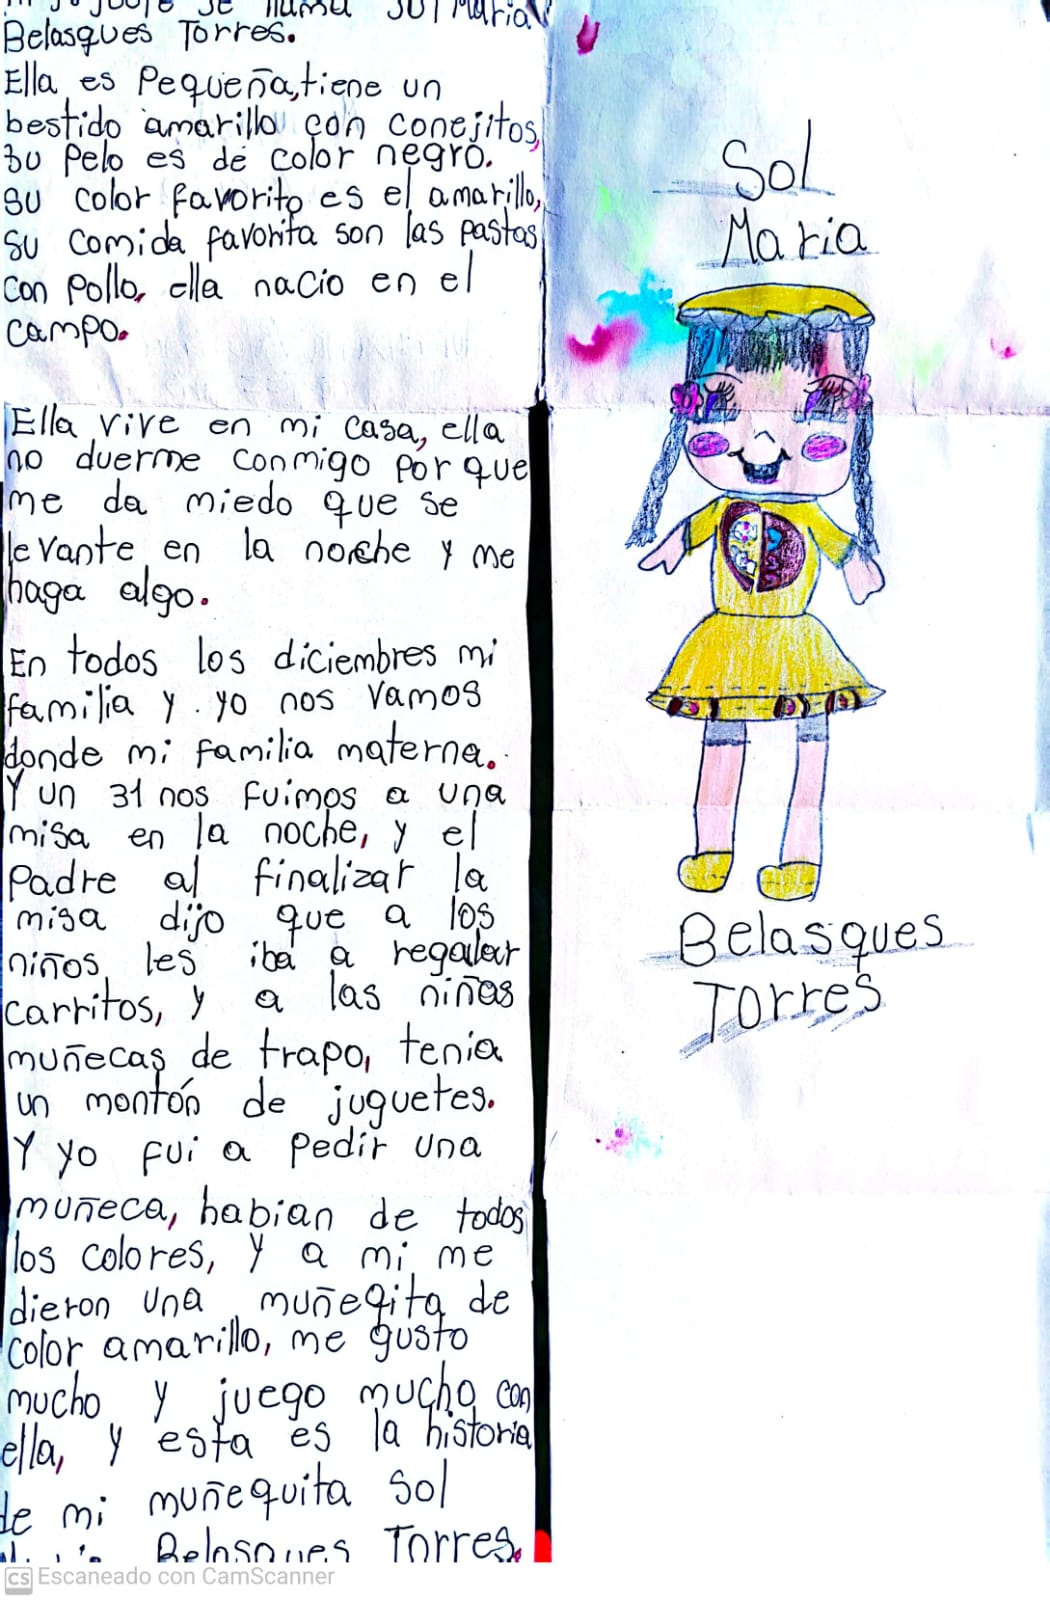 mi juguete se llama Sol Maria
Belasques Torres.
Ella es Pequeña, tiene un
bestido amarillo con conejitos,
su pelo es de color negro.
su color favorito es el amarillo,
su comida favorita son las pastas
con pollo, ella nacio en el
campo.
Ella vive en mi casa, ella
no duerme conmigo por que
me da miedo que se
levante en la noche y me
haga algo.
En todos los diciembres mi
familia y yo nos vamos
donde mi familia materna.
Y un 31 nos fuimos a una
misa en la noche, y el
Padre al finalizar la
misa dijo que a los
niños les iba a regalar
carritos, y a las niñas
muñecas de trapo, tenia
un montón de juguetes.
Y yo fui a pedir una
muñeca, habian de todos
los colores, y a mi me
dieron una muñeqita de
color amarillo, me gusto
mucho y juego mucho con
ella, y esta es la historia
de mi muñequita Sol
Belasques Torres.
Sol
Maria
Belasques
Torres
CS Escaneado con CamScanner